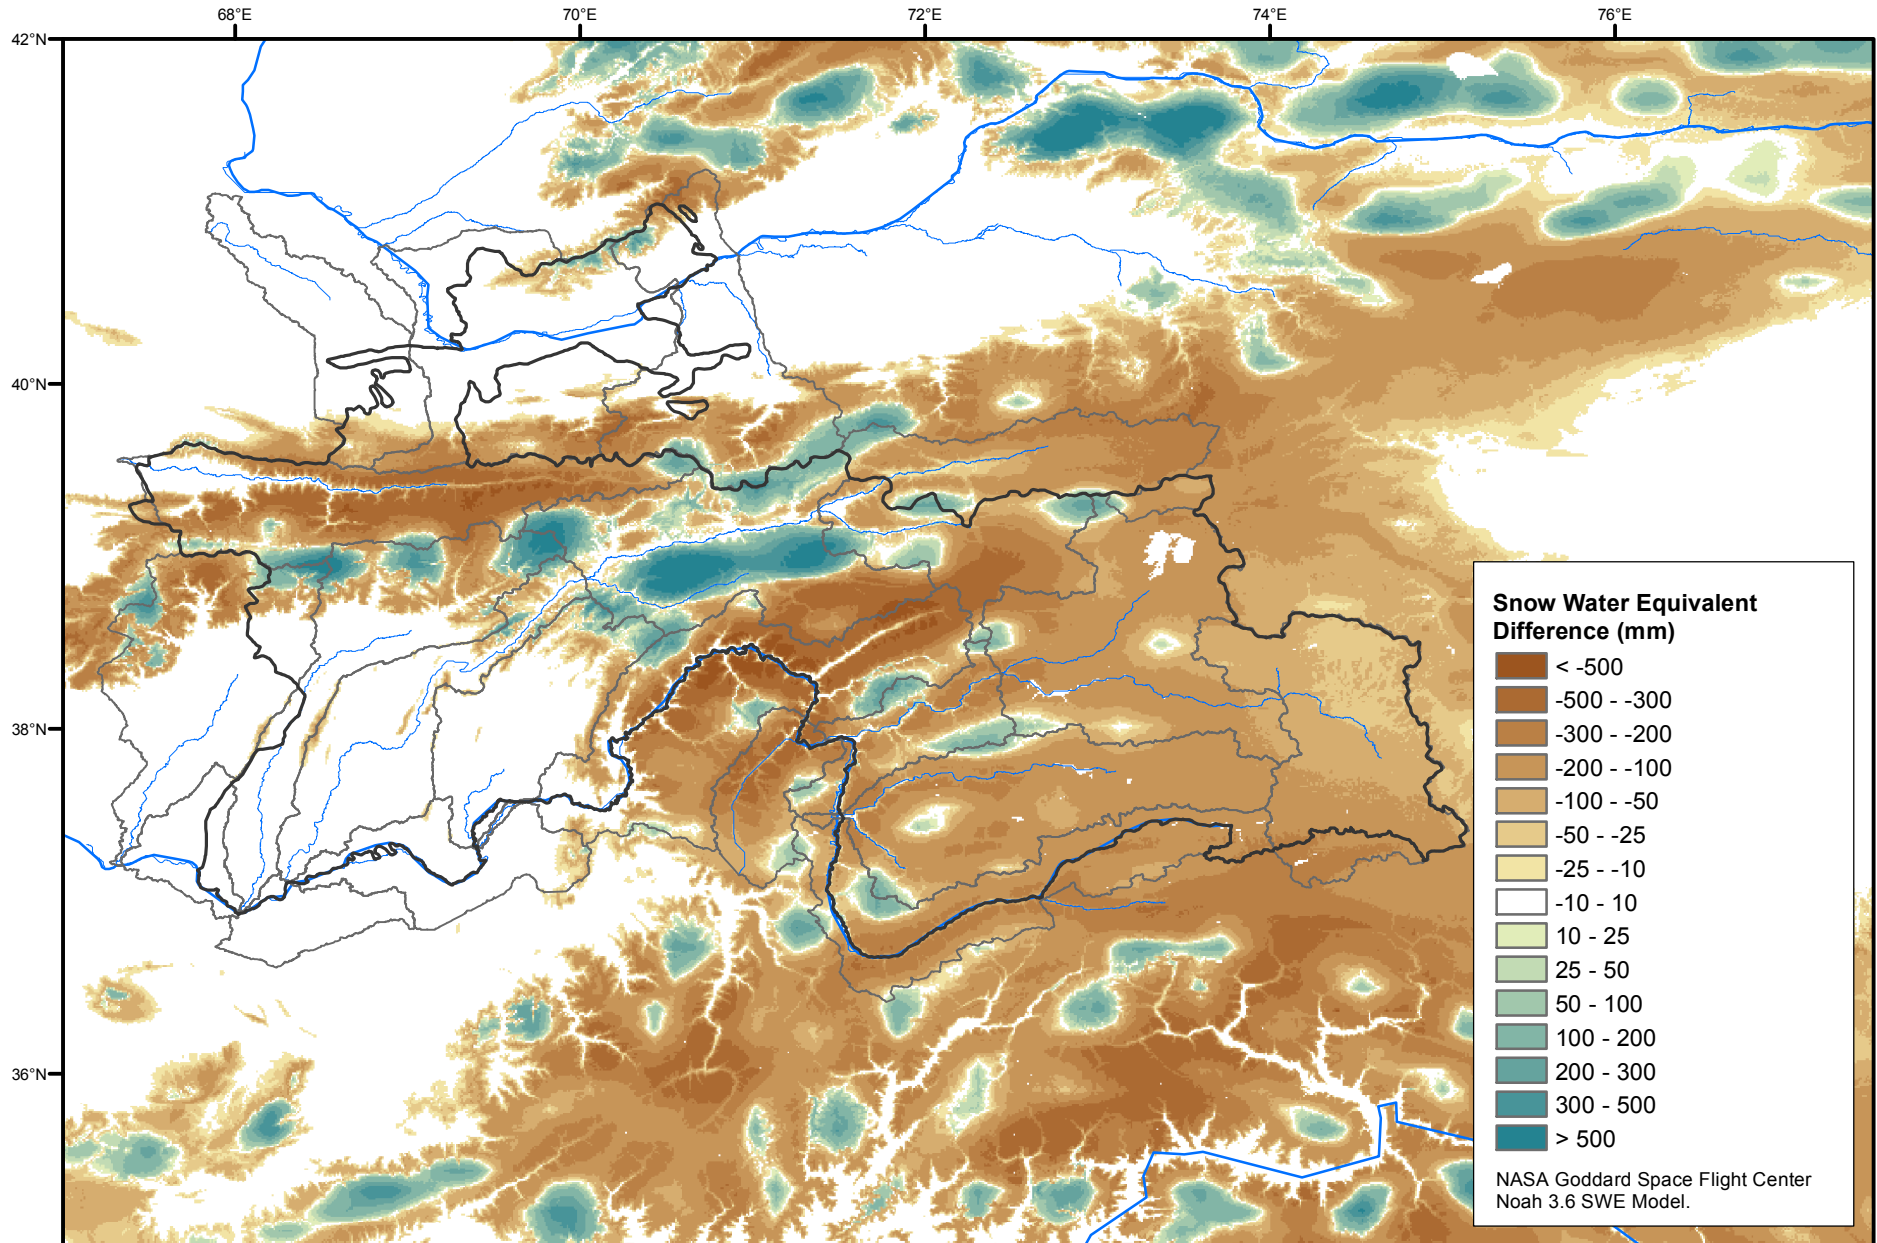 68°E 70°E 72°E 74°E 76°E
42°N
40°N
38°N
36°N
Snow Water Equivalent
Difference (mm)
< -500
-500 - -300
-300 - -200
-200 - -100
-100 - -50
-50 - -25
-25 - -10
-10 - 10
10 - 25
25 - 50
50 - 100
100 - 200
200 - 300
300 - 500
> 500
NASA Goddard Space Flight Center
Noah 3.6 SWE Model.